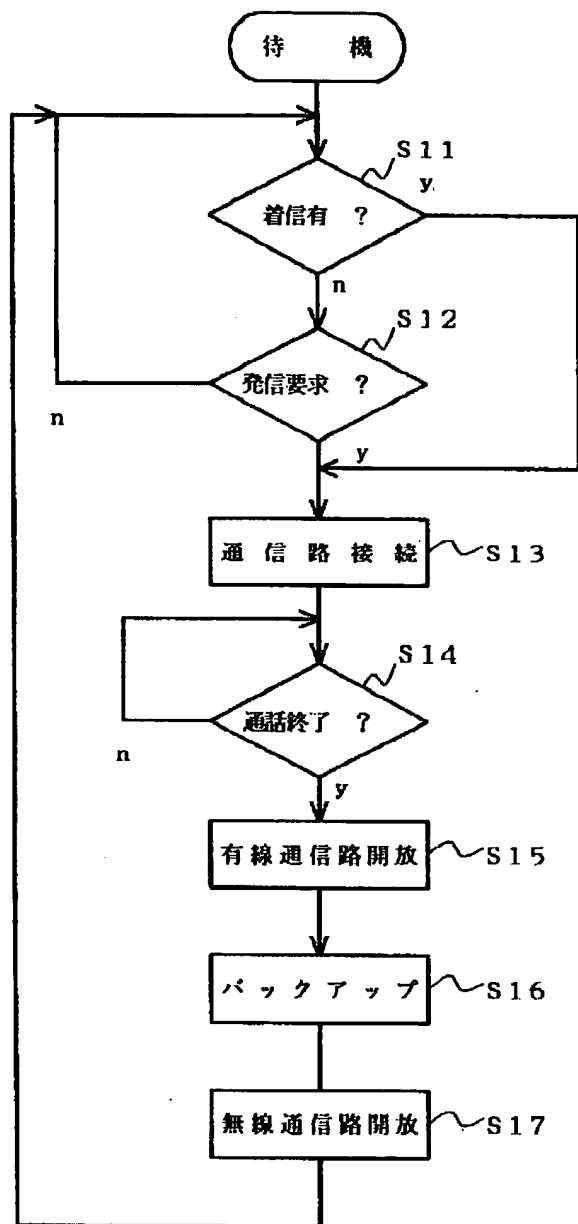 待 機
S11
y
着信有 ?
n
S12
発信要求 ?
n
y
通信路接続
S13
S14
通話終了 ?
n
y
有線通信路開放
S15
バックアップ
S16
無線通信路開放
S17